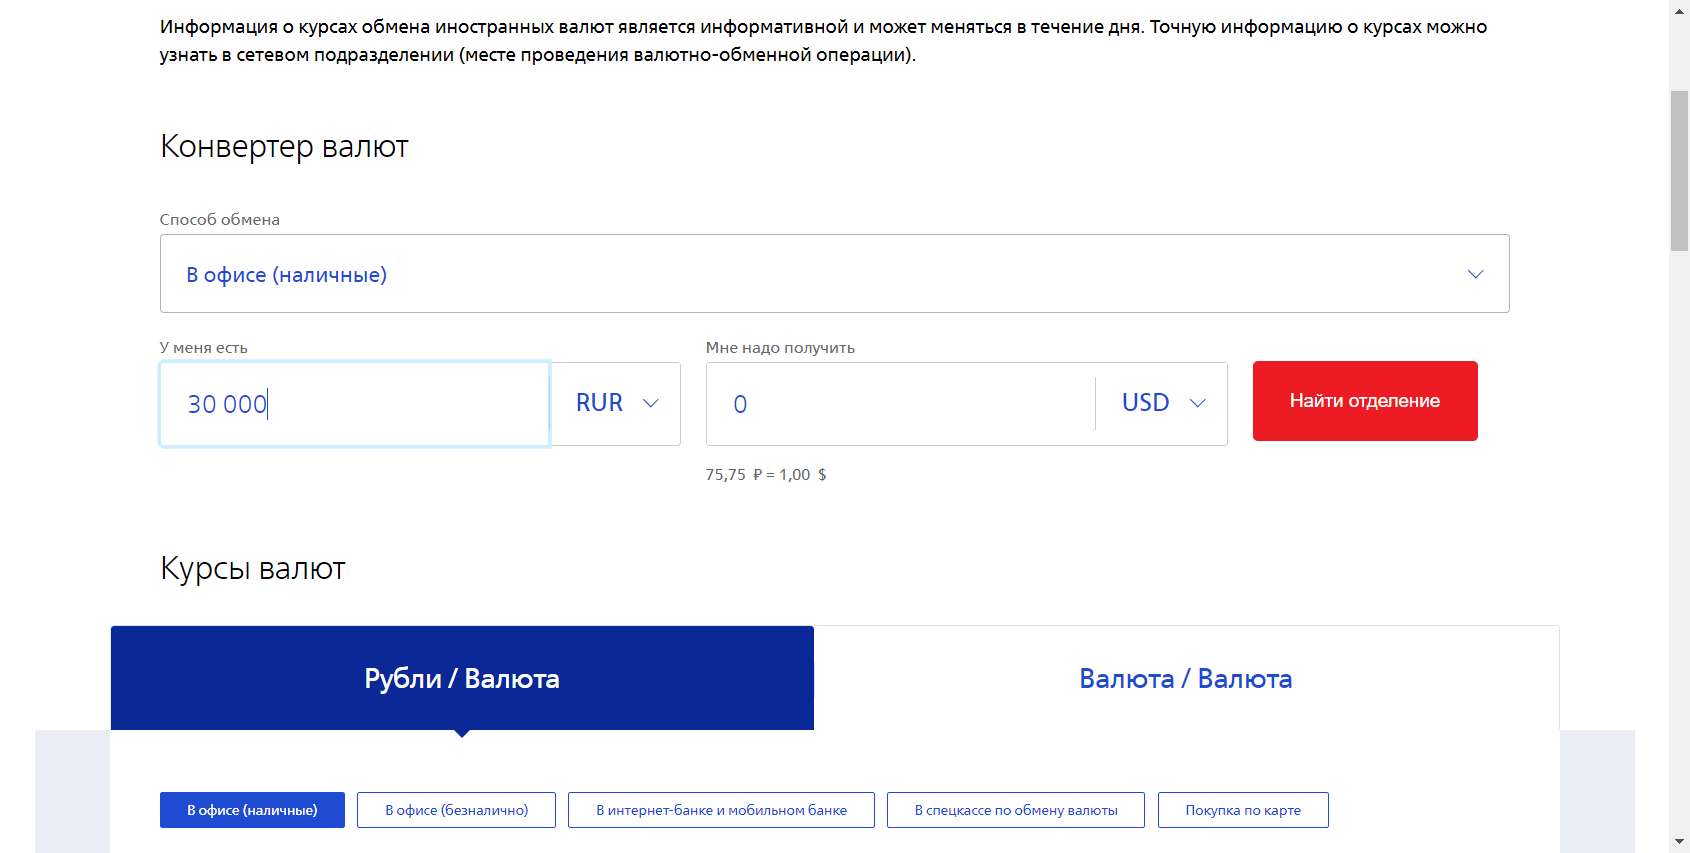 Информация о курсах обмена иностранных валют является информативной и может меняться в течение дня. Точную информацию о курсах можно
узнать в сетевом подразделении (месте проведения валютно-обменной операции).
Конвертер валют
Способ обмена
В офисе (наличные)
У меня есть
Мне надо получить
30 000
RUR
0
USD
Найти отделение
75,75 ₽ = 1,00 $
Курсы валют
Рубли / Валюта
Валюта / Валюта
В офисе (наличные)
В офисе (безналично)
В интернет-банке и мобильном банке
В спецкассе по обмену валюты
Покупка по карте